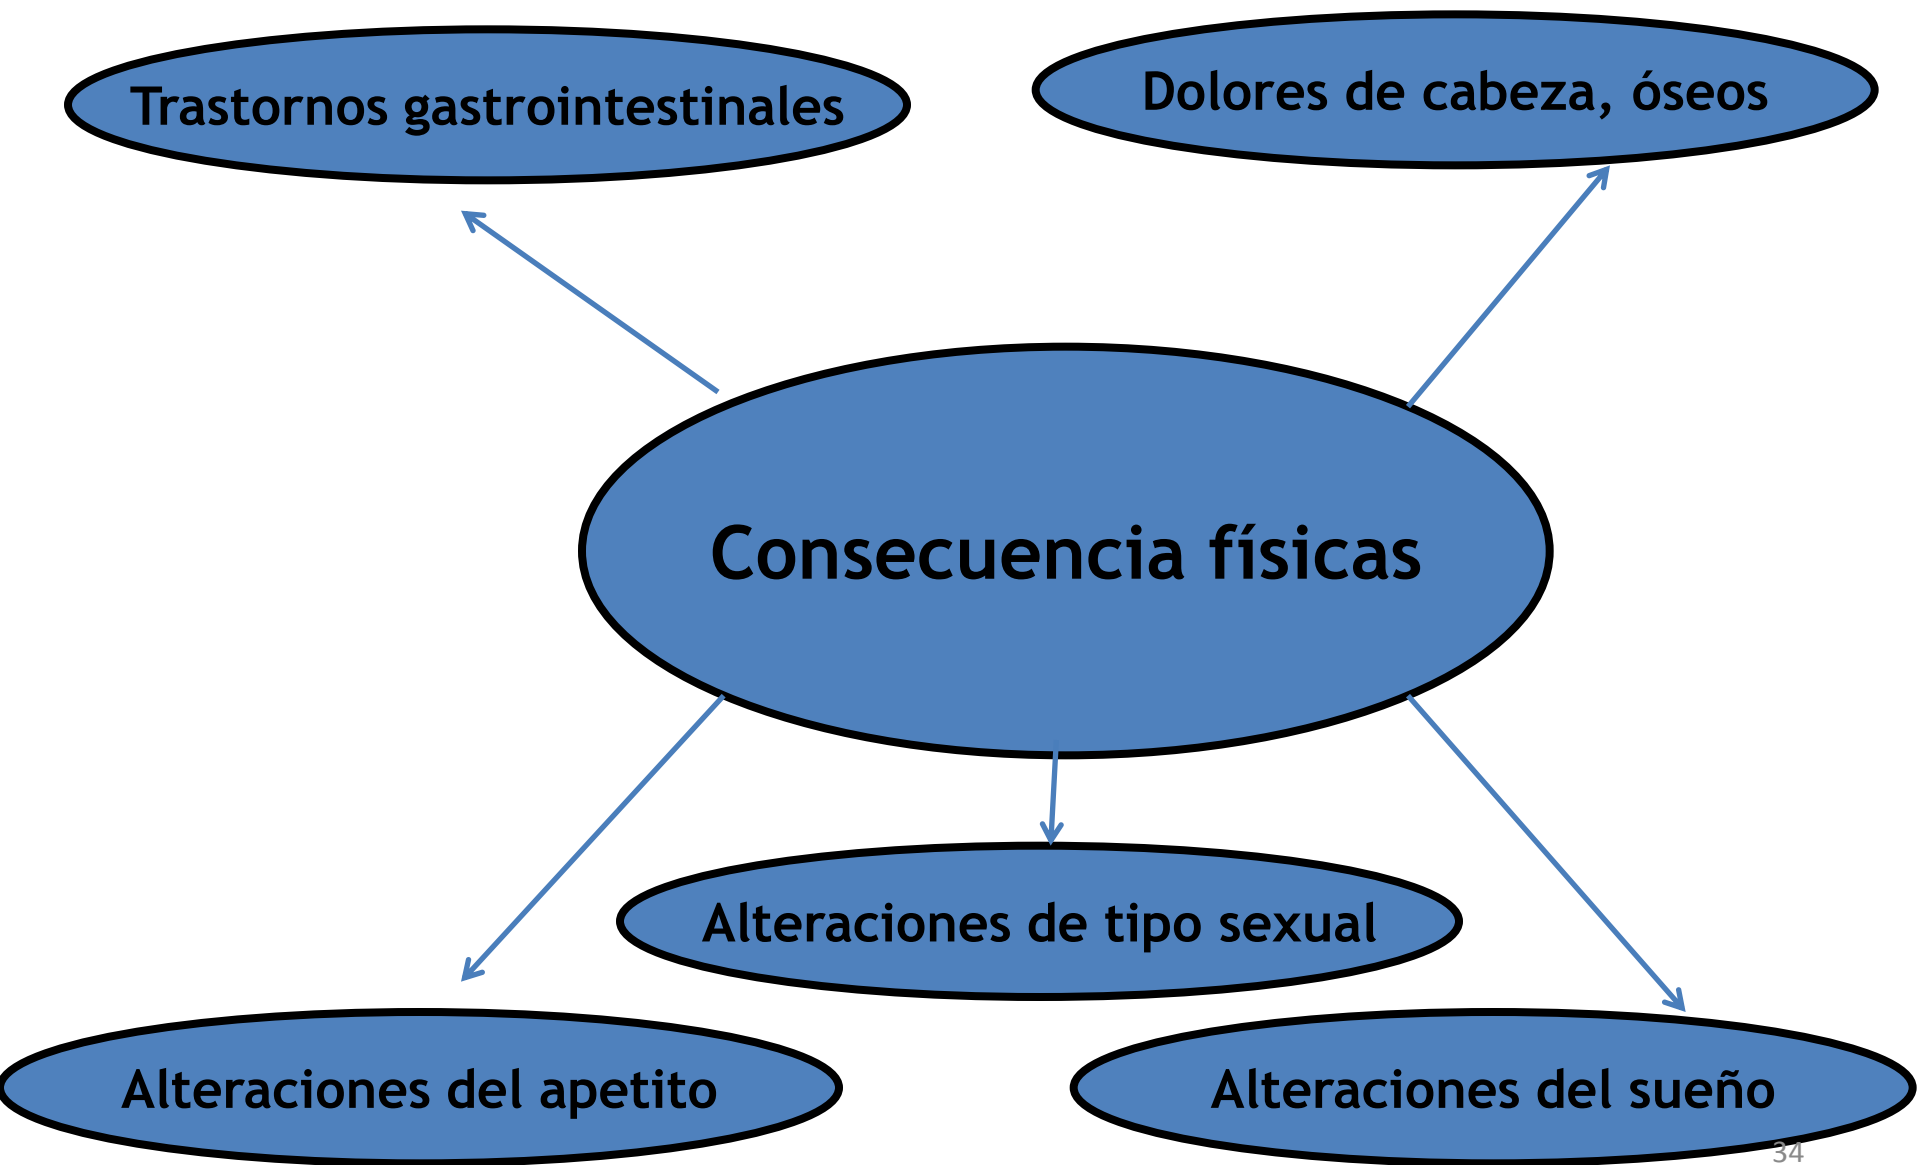 Trastornos gastrointestinales
Dolores de cabeza, óseos
Consecuencia físicas
Alteraciones de tipo sexual
Alteraciones del apetito
Alteraciones del sueño
34